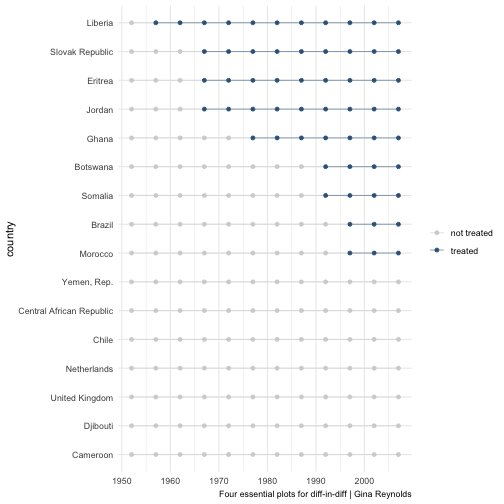 Liberia
Slovak Republic
Eritrea
Jordan
Ghana
Botswana
Somalia
Brazil
Morocco
Yemen, Rep.
Central African Republic
Chile
Netherlands
United Kingdom
Djibouti
Cameroon
country
not treated
treated
1950 1960 1970 1980 1990 2000
Four essential plots for diff-in-diff | Gina Reynolds